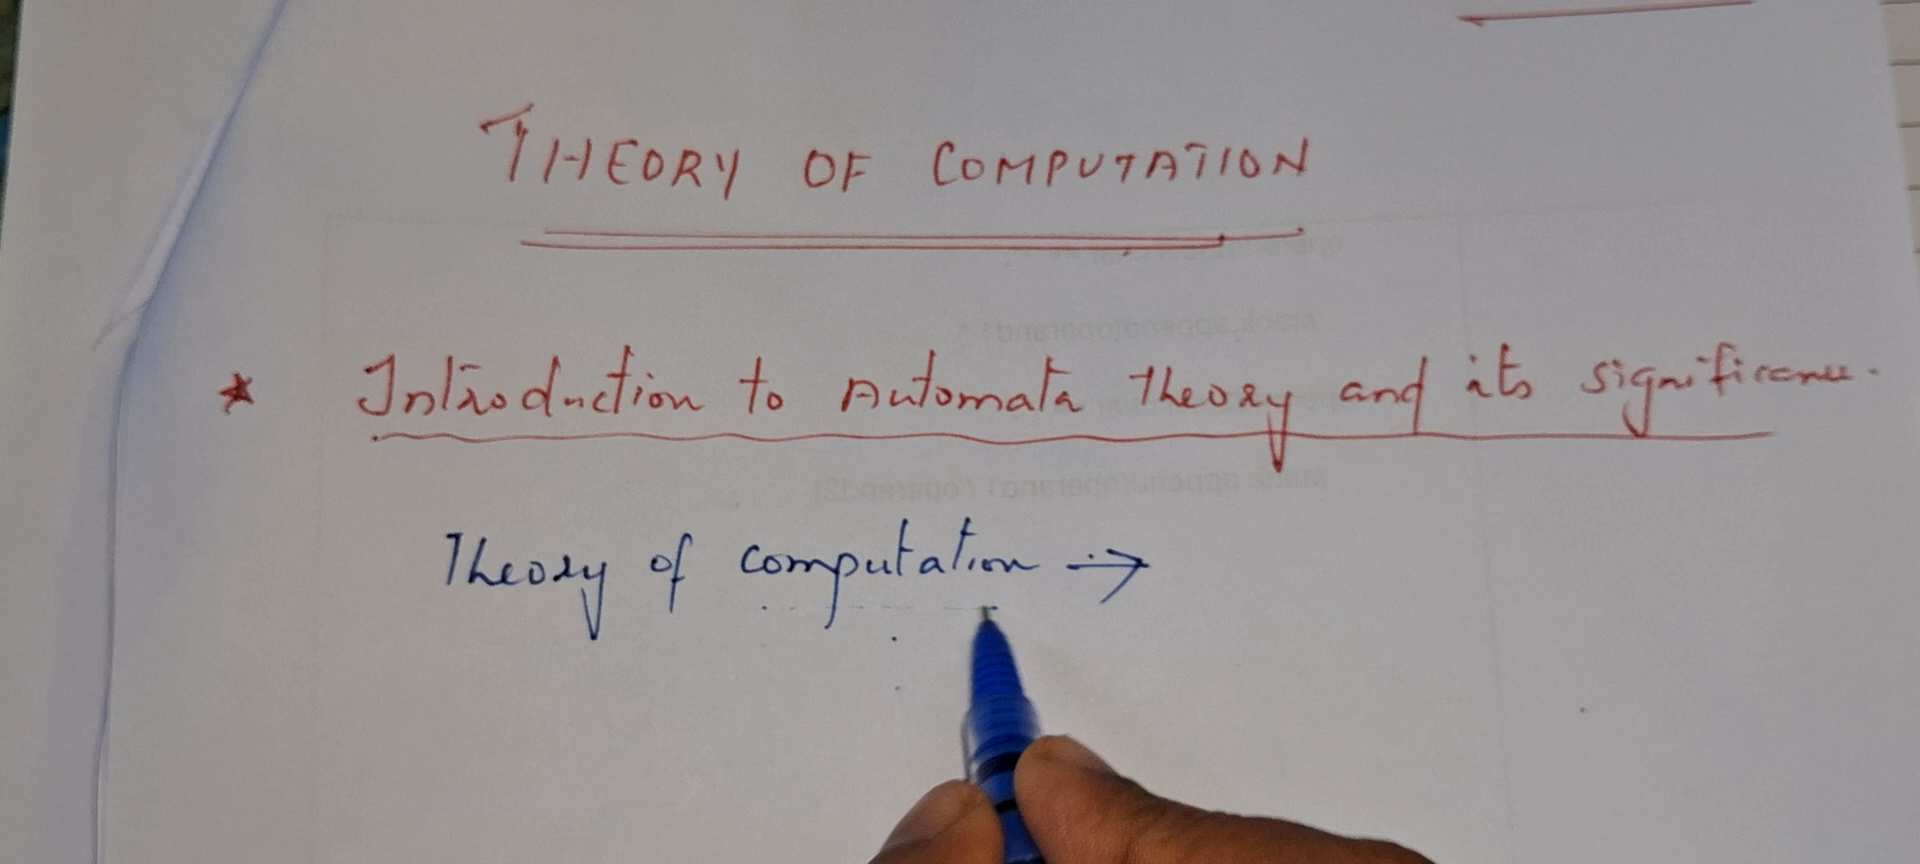 THEORY OF COMPUTATION
* Introduction to Automata Theory and its significance.
Theory of computation →